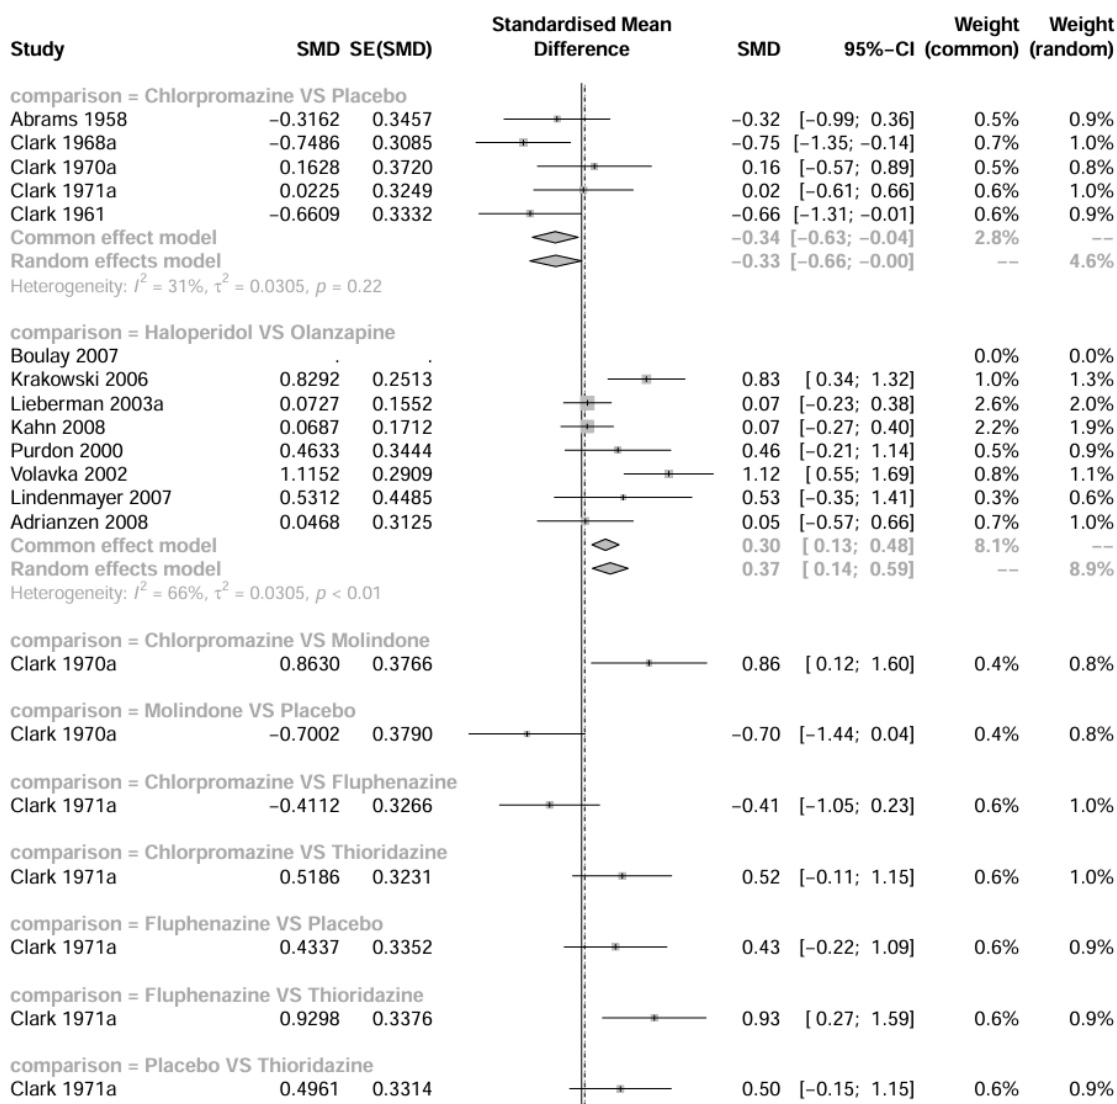 Standardised Mean Weight Weight
Study SMD SE(SMD) Difference SMD 95%−CI (common) (random)
comparison = Chlorpromazine VS Placebo
Abrams 1958 −0.3162 0.3457 −0.32 [−0.99; 0.36] 0.5% 0.9%
Clark 1968a −0.7486 0.3085 −0.75 [−1.35; −0.14] 0.7% 1.0%
Clark 1970a 0.1628 0.3720 0.16 [−0.57; 0.89] 0.5% 0.8%
Clark 1971a 0.0225 0.3249 0.02 [−0.61; 0.66] 0.6% 1.0%
Clark 1961 −0.6609 0.3332 −0.66 [−1.31; −0.01] 0.6% 0.9%
Common effect model −0.34 [−0.63; −0.04] 2.8% −−
Random effects model −0.33 [−0.66; −0.00] −− 4.6%
Heterogeneity: I² = 31%, τ² = 0.0305, p = 0.22
comparison = Haloperidol VS Olanzapine
Boulay 2007 . . 0.0% 0.0%
Krakowski 2006 0.8292 0.2513 0.83 [ 0.34; 1.32] 1.0% 1.3%
Lieberman 2003a 0.0727 0.1552 0.07 [−0.23; 0.38] 2.6% 2.0%
Kahn 2008 0.0687 0.1712 0.07 [−0.27; 0.40] 2.2% 1.9%
Purdon 2000 0.4633 0.3444 0.46 [−0.21; 1.14] 0.5% 0.9%
Volavka 2002 1.1152 0.2909 1.12 [ 0.55; 1.69] 0.8% 1.1%
Lindenmayer 2007 0.5312 0.4485 0.53 [−0.35; 1.41] 0.3% 0.6%
Adrianzen 2008 0.0468 0.3125 0.05 [−0.57; 0.66] 0.7% 1.0%
Common effect model 0.30 [ 0.13; 0.48] 8.1% −−
Random effects model 0.37 [ 0.14; 0.59] −− 8.9%
Heterogeneity: I² = 66%, τ² = 0.0305, p < 0.01
comparison = Chlorpromazine VS Molindone
Clark 1970a 0.8630 0.3766 0.86 [ 0.12; 1.60] 0.4% 0.8%
comparison = Molindone VS Placebo
Clark 1970a −0.7002 0.3790 −0.70 [−1.44; 0.04] 0.4% 0.8%
comparison = Chlorpromazine VS Fluphenazine
Clark 1971a −0.4112 0.3266 −0.41 [−1.05; 0.23] 0.6% 1.0%
comparison = Chlorpromazine VS Thioridazine
Clark 1971a 0.5186 0.3231 0.52 [−0.11; 1.15] 0.6% 1.0%
comparison = Fluphenazine VS Placebo
Clark 1971a 0.4337 0.3352 0.43 [−0.22; 1.09] 0.6% 0.9%
comparison = Fluphenazine VS Thioridazine
Clark 1971a 0.9298 0.3376 0.93 [ 0.27; 1.59] 0.6% 0.9%
comparison = Placebo VS Thioridazine
Clark 1971a 0.4961 0.3314 0.50 [−0.15; 1.15] 0.6% 0.9%